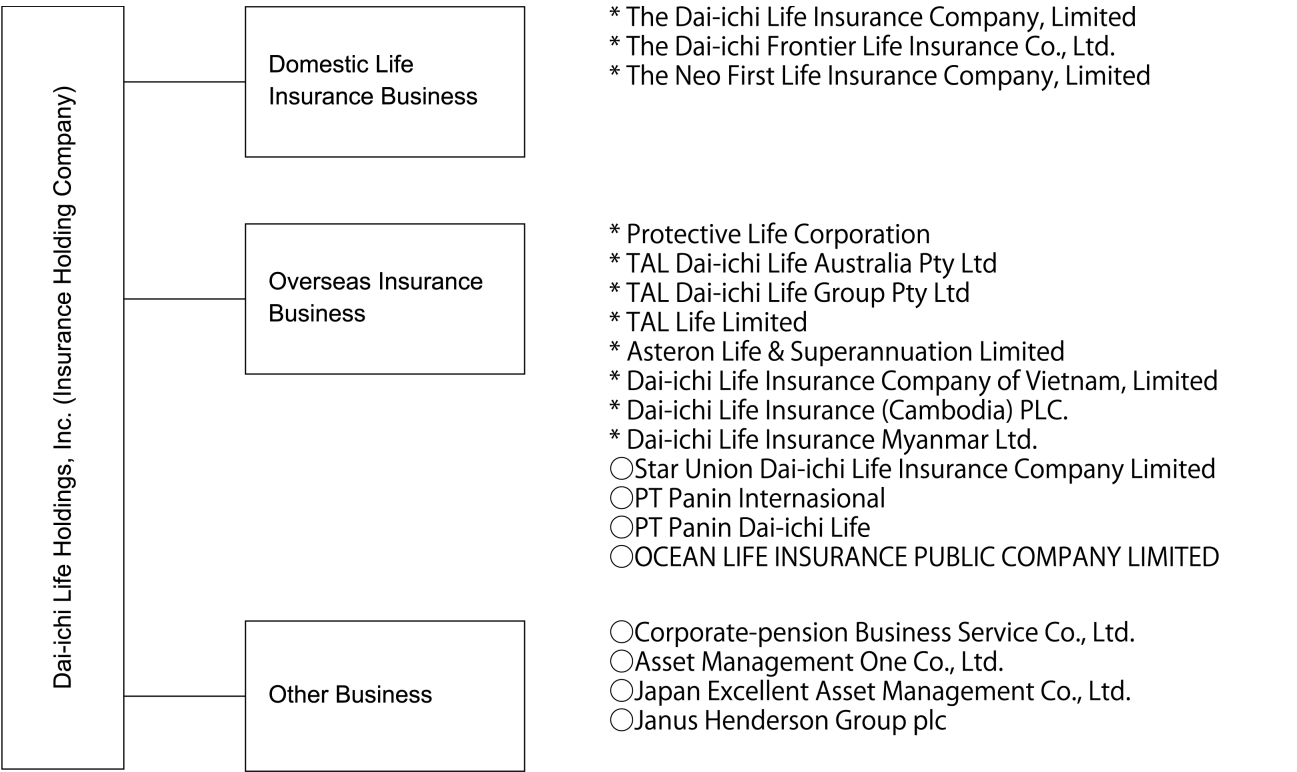 Dai-ichi Life Holdings, Inc. (Insurance Holding Company)
Domestic Life
Insurance Business
* The Dai-ichi Life Insurance Company, Limited
* The Dai-ichi Frontier Life Insurance Co., Ltd.
* The Neo First Life Insurance Company, Limited
Overseas Insurance
Business
* Protective Life Corporation
* TAL Dai-ichi Life Australia Pty Ltd
* TAL Dai-ichi Life Group Pty Ltd
* TAL Life Limited
* Asteron Life & Superannuation Limited
* Dai-ichi Life Insurance Company of Vietnam, Limited
* Dai-ichi Life Insurance (Cambodia) PLC.
* Dai-ichi Life Insurance Myanmar Ltd.
○Star Union Dai-ichi Life Insurance Company Limited
○PT Panin Internasional
○PT Panin Dai-ichi Life
○OCEAN LIFE INSURANCE PUBLIC COMPANY LIMITED
Other Business
○Corporate-pension Business Service Co., Ltd.
○Asset Management One Co., Ltd.
○Japan Excellent Asset Management Co., Ltd.
○Janus Henderson Group plc